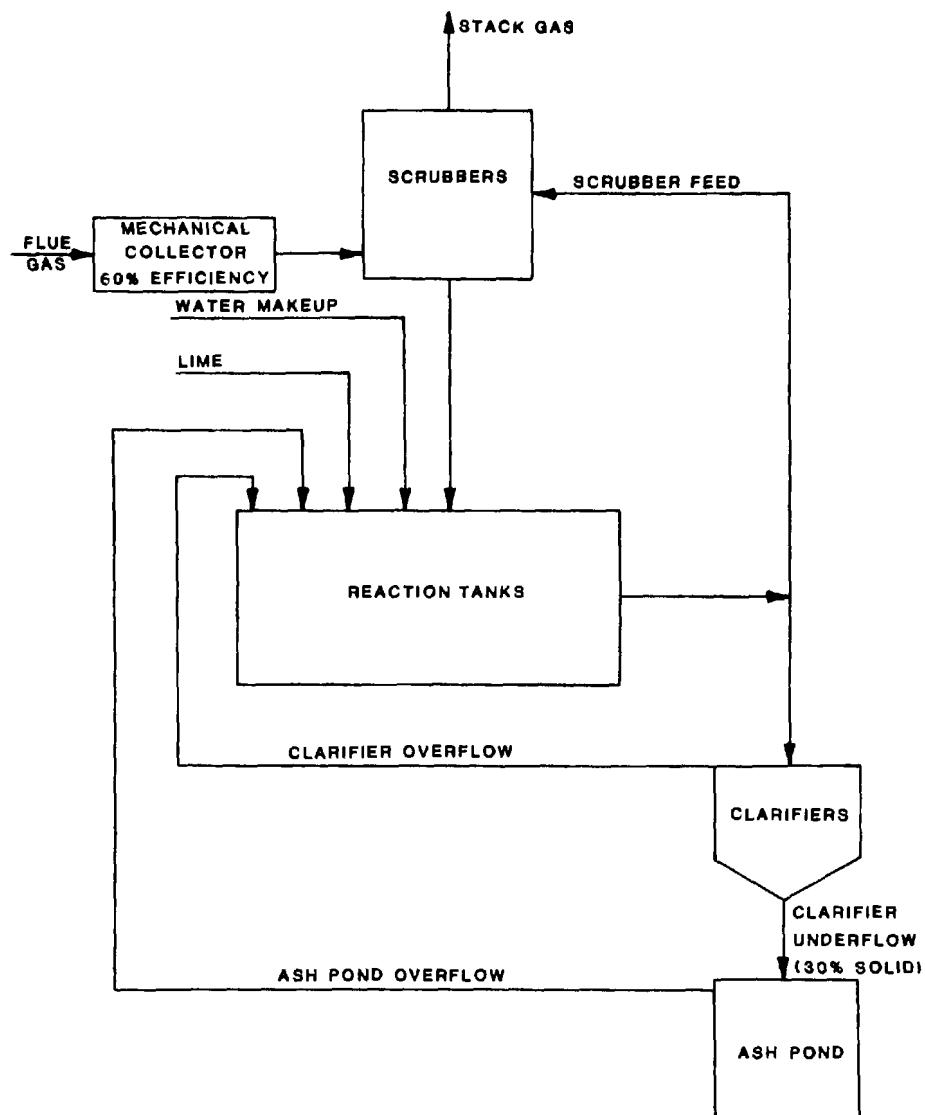 STACK GAS
SCRUBBERS
SCRUBBER FEED
FLUE
GAS
MECHANICAL
COLLECTOR
60% EFFICIENCY
WATER MAKEUP
LIME
REACTION TANKS
CLARIFIER OVERFLOW
CLARIFIERS
CLARIFIER
UNDERFLOW
(30% SOLID)
ASH POND OVERFLOW
ASH POND